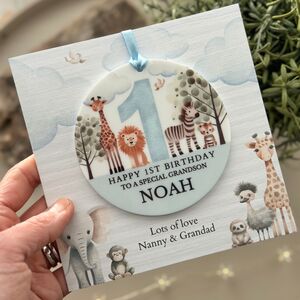 1
HAPPY 1ST BIRTHDAY
TO A SPECIAL GRANDSON
NOAH
Lots of love
Nanny & Grandad